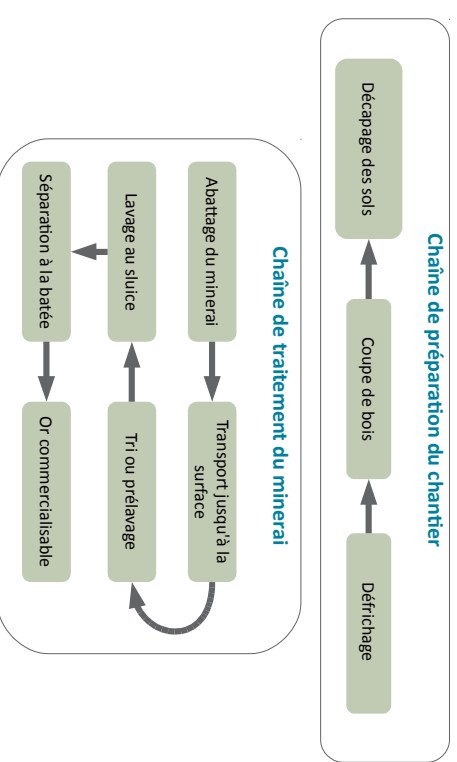 Chaîne de préparation du chantier
Décapage des sols
Coupe de bois
Défrichage
Chaîne de traitement du minerai
Abattage du minerai
Transport jusqu'à la
surface
Lavage au sluice
Tri ou prélavage
Séparation à la batée
Or commercialisable